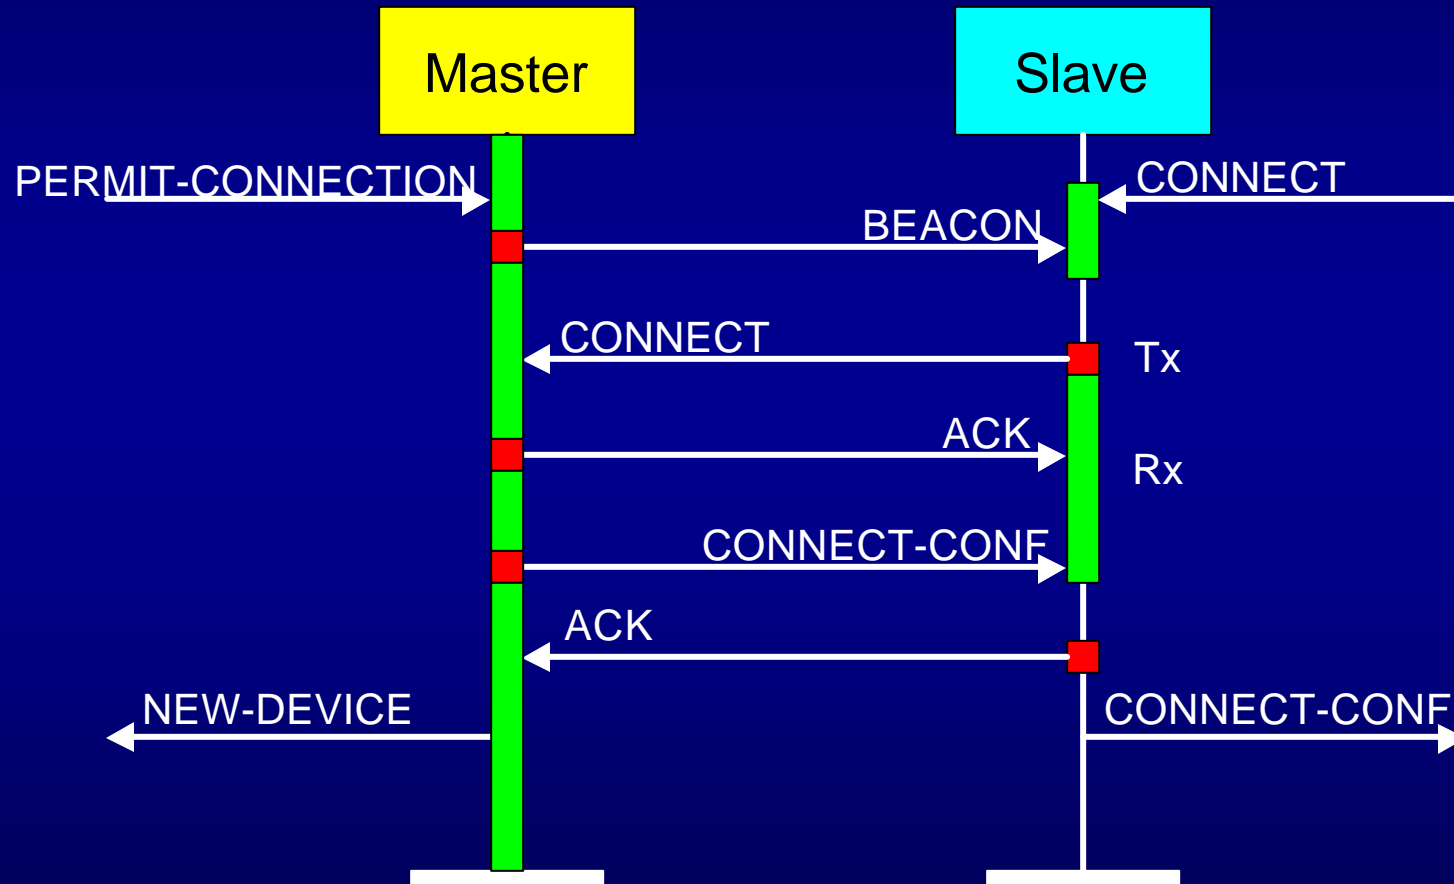 Master
Slave
PERMIT-CONNECTION
CONNECT
BEACON
CONNECT
Tx
ACK
Rx
CONNECT-CONF
ACK
NEW-DEVICE
CONNECT-CONF